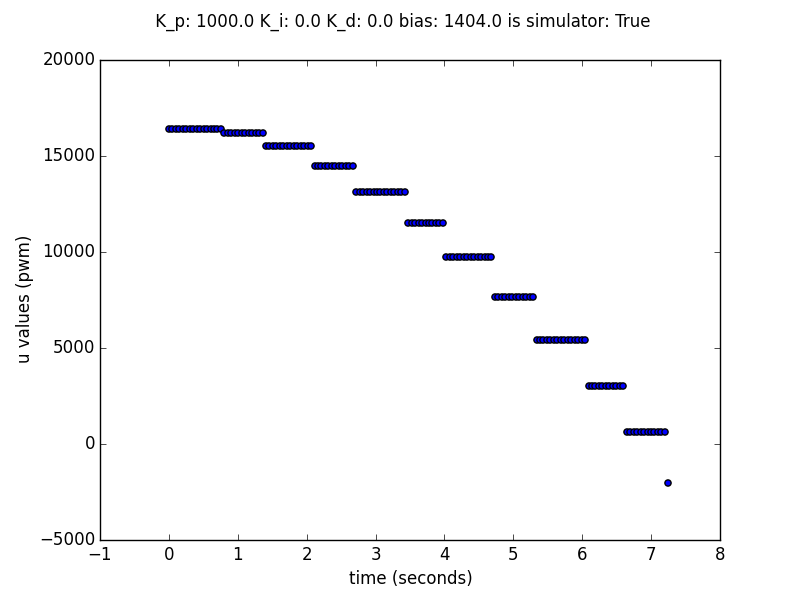 K_p: 1000.0 K_i: 0.0 K_d: 0.0 bias: 1404.0 is simulator: True
20000
15000
10000
5000
0
−5000
u values (pwm)
−1 0 1 2 3 4 5 6 7 8
time (seconds)